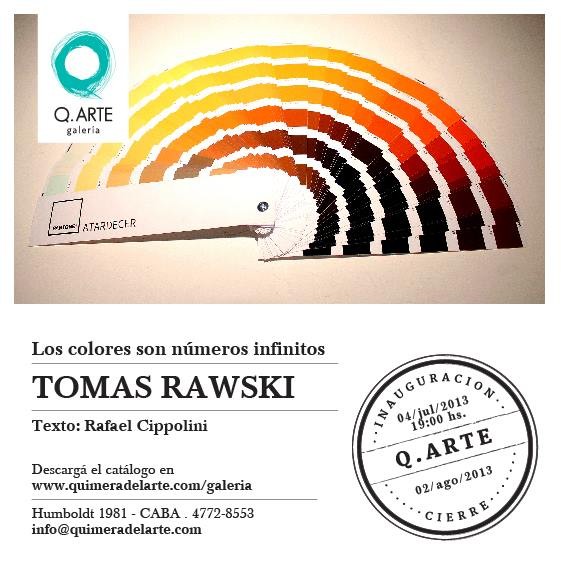 Q.ARTE
galería
PANTONE®
ATARDECER
Los colores son números infinitos
TOMAS RAWSKI
Texto: Rafael Cippolini
Descargá el catálogo en
www.quimeradelarte.com/galeria
Humboldt 1981 - CABA . 4772-8553
info@quimeradelarte.com
··INAUGURACION··
04/jul/2013
19:00 hs.
Q.ARTE
02/ago/2013
··CIERRE··